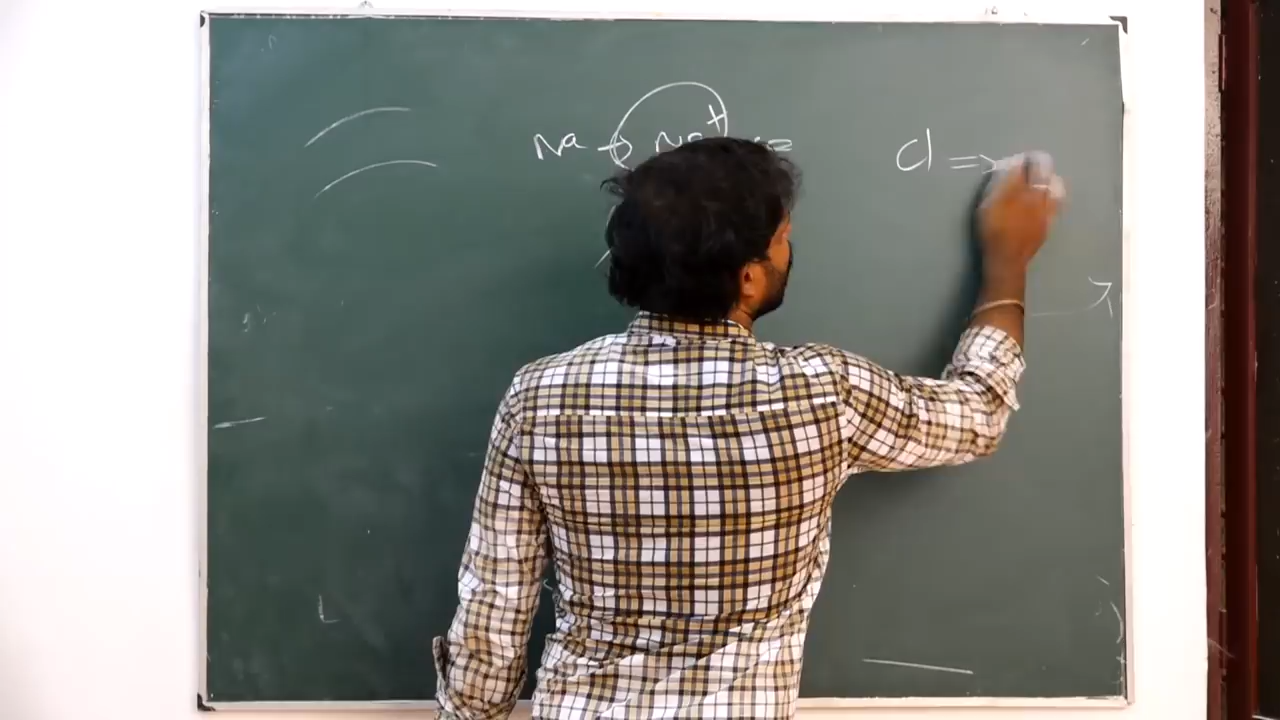 Na → Na+ Cl =>